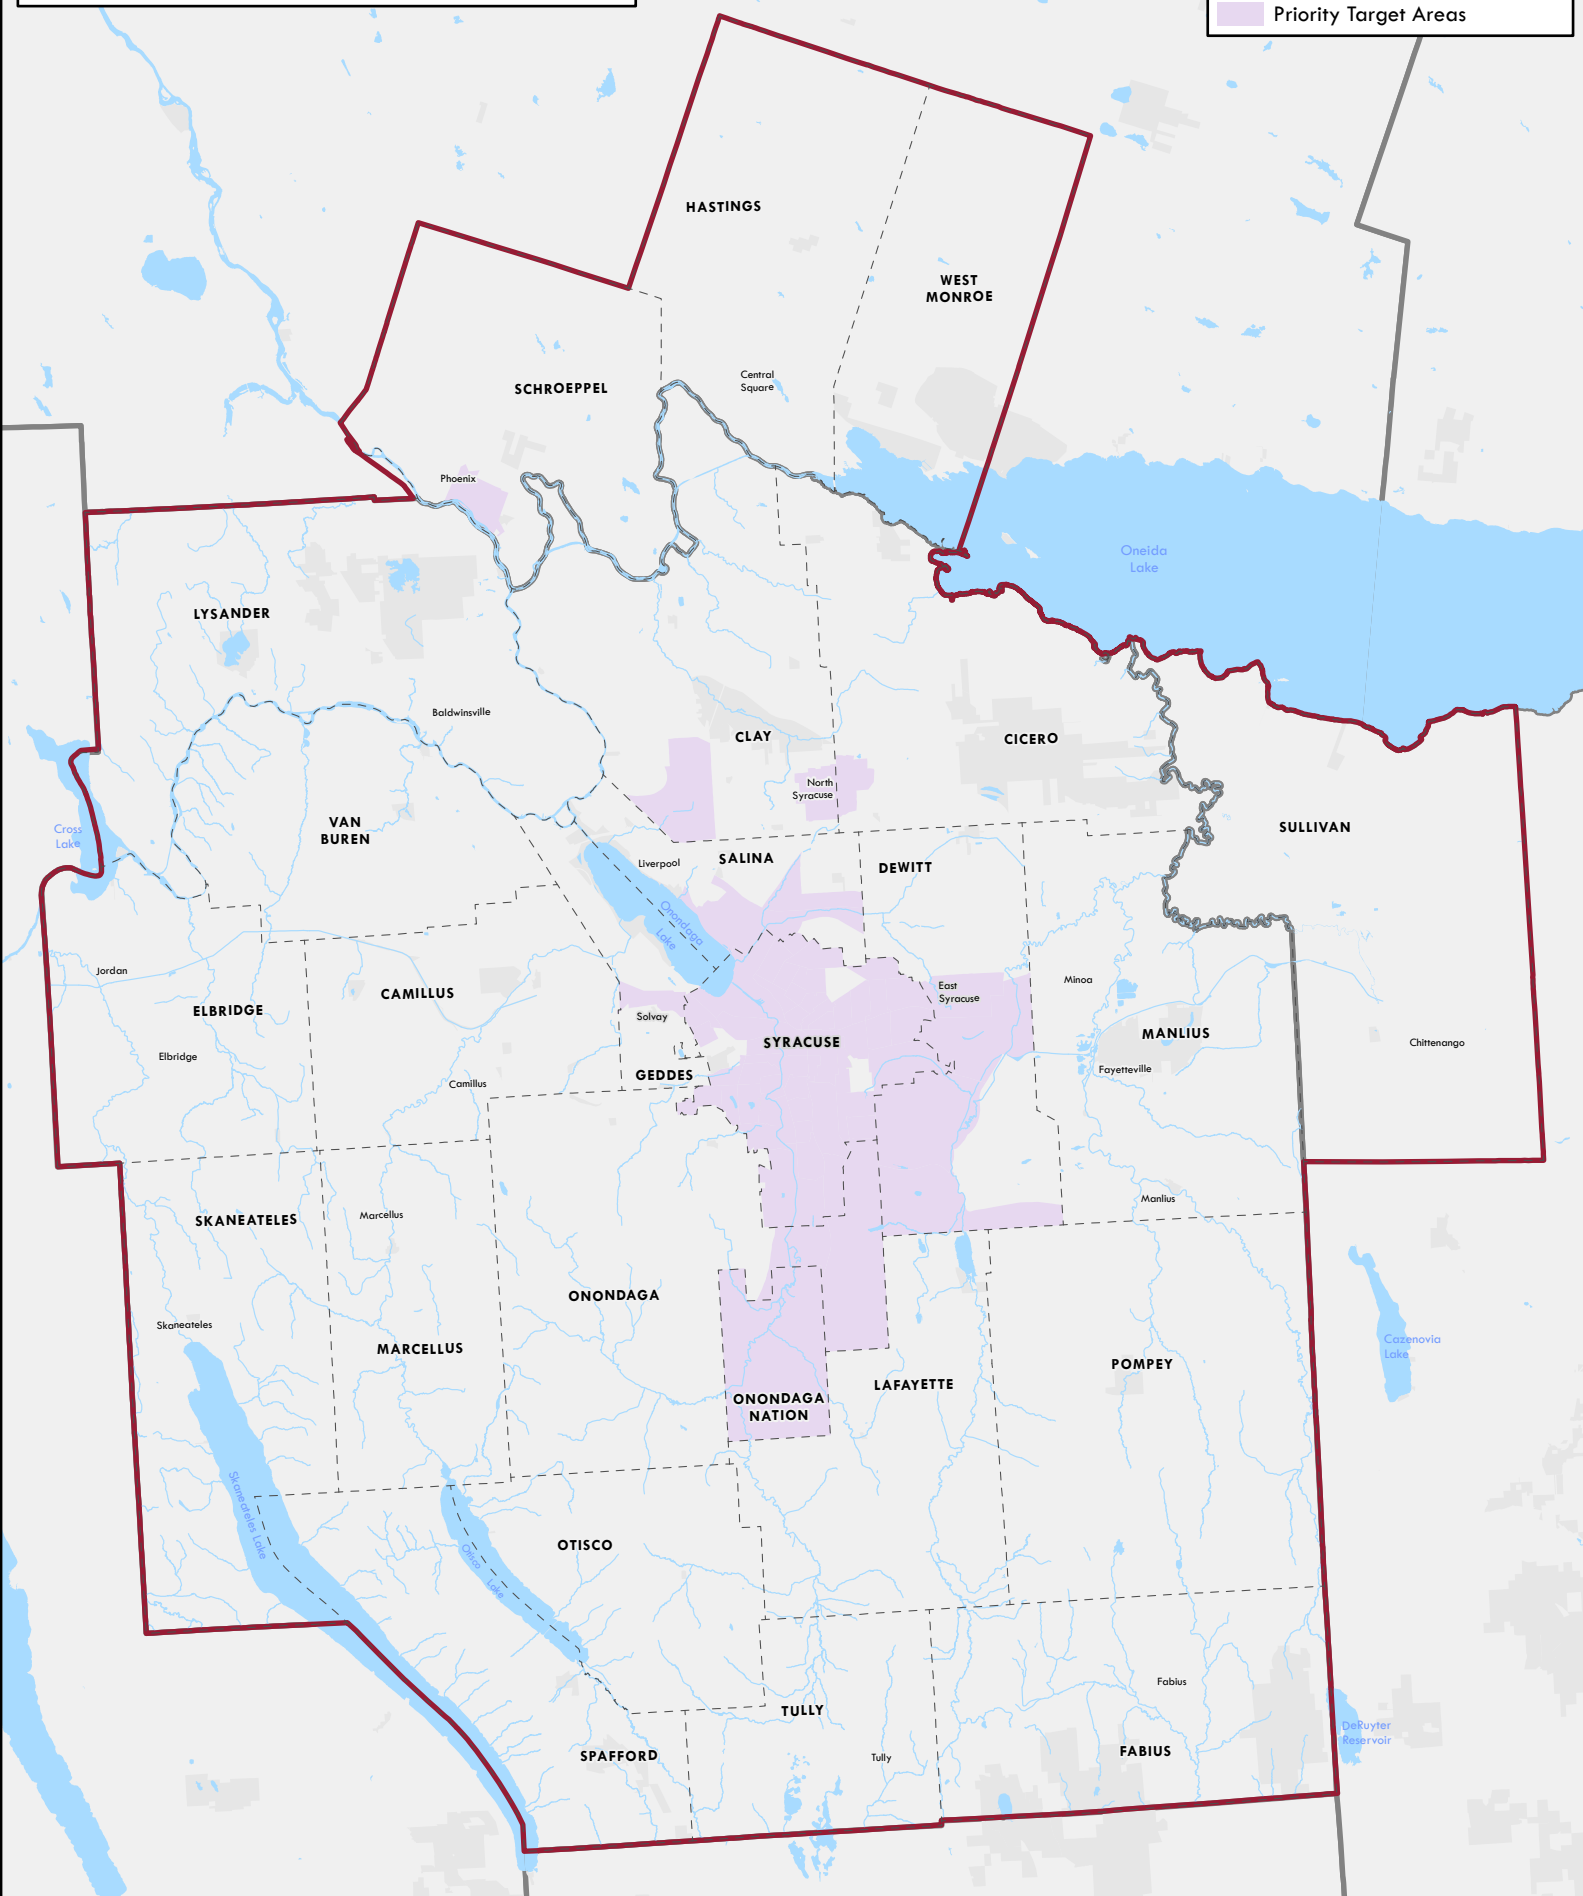 Priority Target Areas
HASTINGS
WEST
MONROE
Central
Square
SCHROEPPEL
Phoenix
Oneida
Lake
LYSANDER
Baldwinsville
CLAY
CICERO
North
Syracuse
VAN
BUREN
Cross
Lake
SULLIVAN
Liverpool
SALINA
DEWITT
Onondaga
Lake
Jordan
ELBRIDGE
CAMILLUS
Solvay
East
Syracuse
Minoa
MANLIUS
SYRACUSE
Chittenango
Elbridge
Camillus
GEDDES
Fayetteville
SKANEATELES
Marcellus
Manlius
ONONDAGA
Skaneateles
MARCELLUS
Cazenovia
Lake
POMPEY
LAFAYETTE
ONONDAGA
NATION
Skaneateles Lake
Otisco
Lake
OTISCO
Fabius
TULLY
SPAFFORD
Tully
FABIUS
DeRuyter
Reservoir